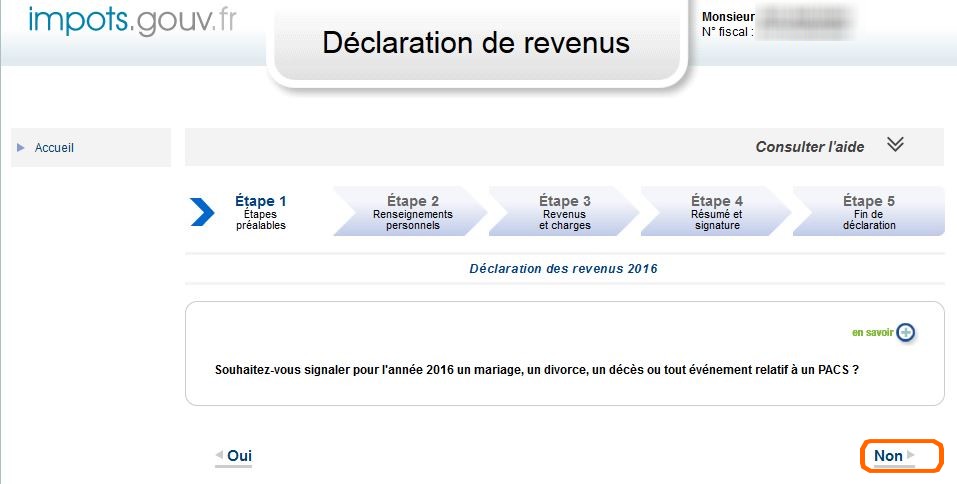 impots.gouv.fr
Déclaration de revenus
Monsieur
N° fiscal :
Accueil
Consulter l'aide
Étape 1
Étapes
préalables
Étape 2
Renseignements
personnels
Étape 3
Revenus
et charges
Étape 4
Résumé et
signature
Étape 5
Fin de
déclaration
Déclaration des revenus 2016
en savoir
Souhaitez-vous signaler pour l'année 2016 un mariage, un divorce, un décès ou tout événement relatif à un PACS ?
Oui
Non